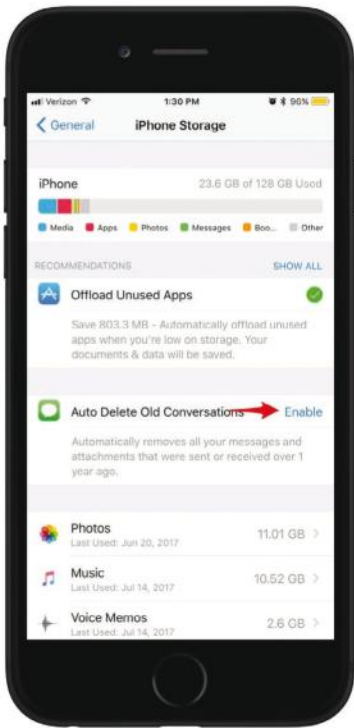 Verizon 1:30 PM 96%
General iPhone Storage
iPhone 23.6 GB of 128 GB Used
Media Apps Photos Messages Boo... Other
RECOMMENDATIONS SHOW ALL
Offload Unused Apps
Save 803.3 MB - Automatically offload unused
apps when you're low on storage. Your
documents & data will be saved.
Auto Delete Old Conversations Enable
Automatically removes all your messages and
attachments that were sent or received over 1
year ago.
Photos 11.01 GB
Last Used: Jun 20, 2017
Music 10.52 GB
Last Used: Jul 14, 2017
Voice Memos 2.6 GB
Last Used: Jul 14, 2017